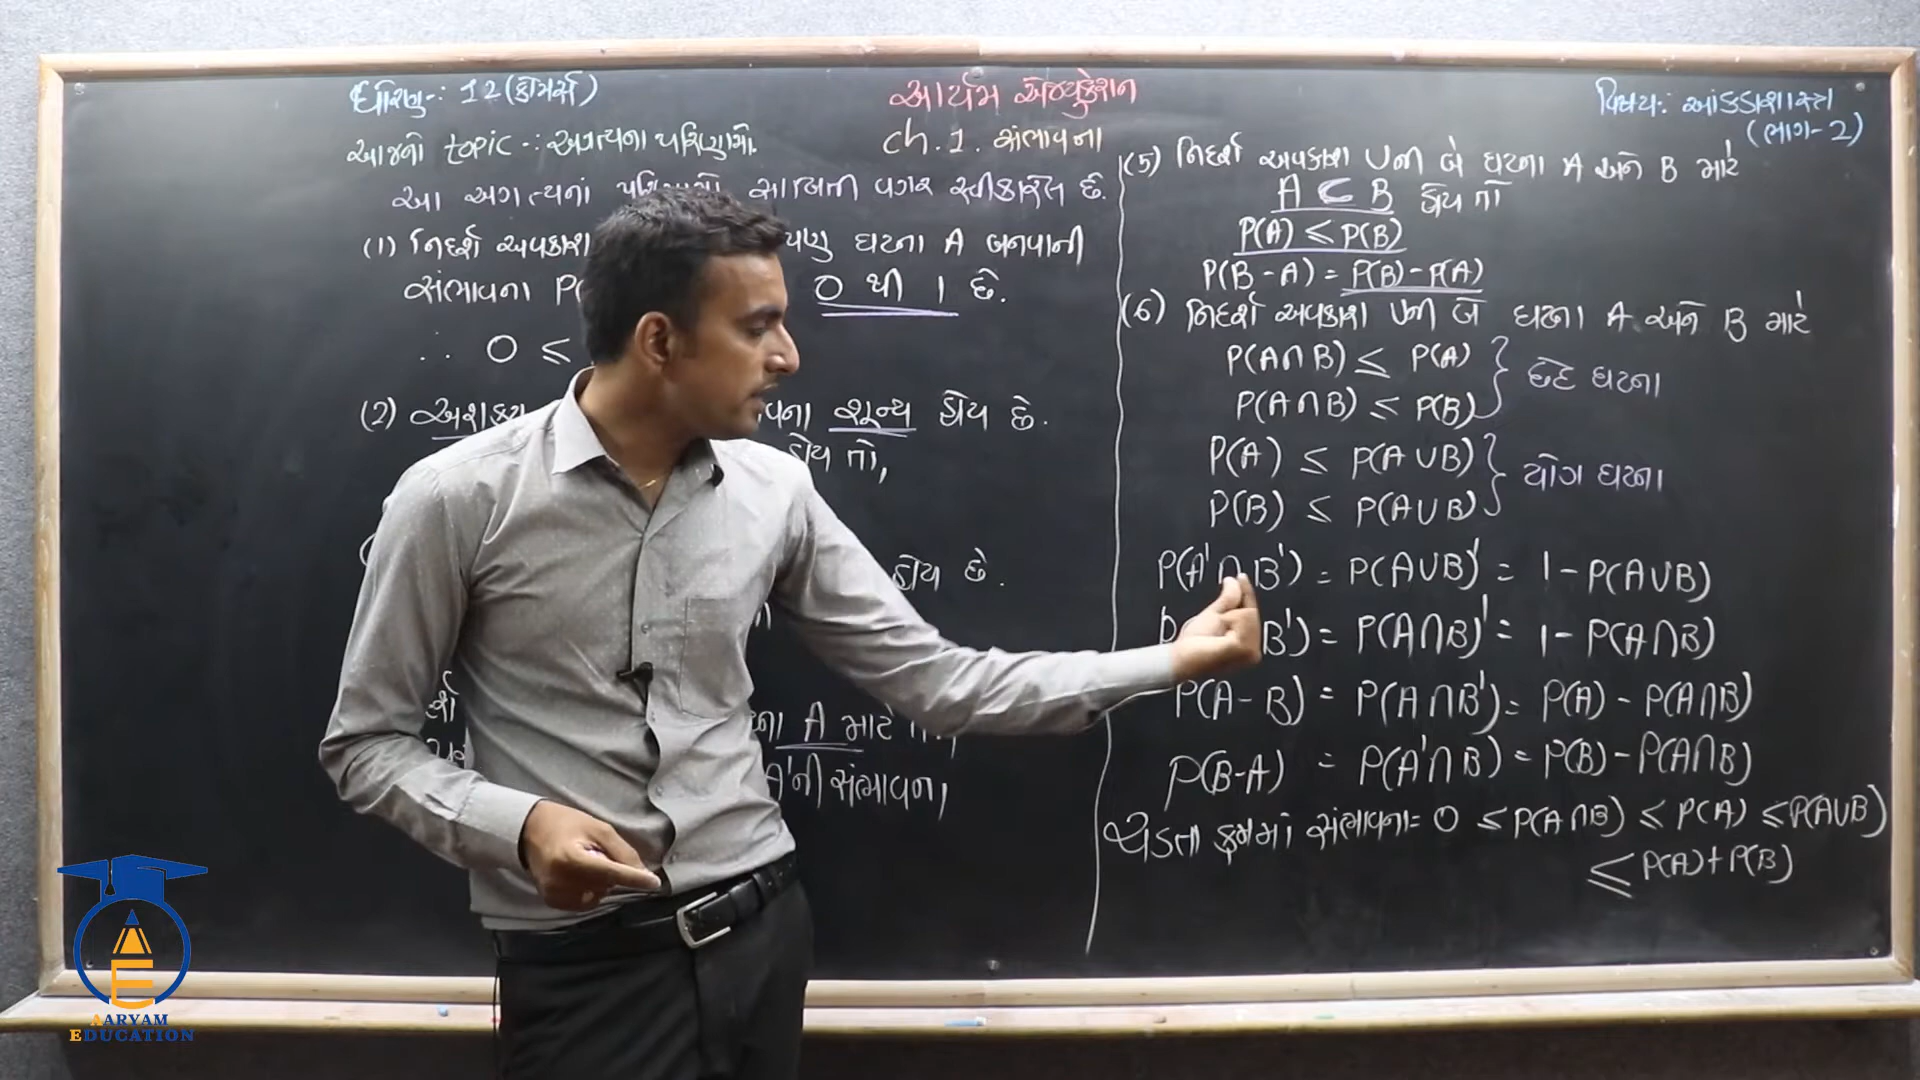 ધોરણ-: 12 (કોમર્સ)
આર્યમ એજ્યુકેશન
વિષય: આંકડાશાસ્ત્ર
(ભાગ-2)
આજનો topic -: અગત્યના પરિણામો.
ch. 1. સંભાવના
આ અગત્યનાં સાબિતી વગર સ્વીકારેલ છે.
(1) નિદર્શ અવકાશ પણ ઘટના A બનવાની
સંભાવના P( 0 થી 1 છે.
∴ 0 ≤
(2) શૂન્ય હોય છે.
હોય તો,
હોય છે.
ના A માટે
A'ની સંભાવના
(5) નિદર્શ અવકાશ U ની બે ઘટના A અને B માટે
A ⊂ B હોય તો
P(A) ≤ P(B)
P(B - A) = P(B) - P(A)
(6) નિદર્શ અવકાશ U ની બે ઘટના A અને B માટે
P(A∩B) ≤ P(A)
છેદ ઘટના
P(A∩B) ≤ P(B)
P(A) ≤ P(A∪B)
યોગ ઘટના
P(B) ≤ P(A∪B)
P(A'∩B') = P(A∪B)' = 1 - P(A∪B)
B') = P(A∩B)' = 1 - P(A∩B)
P(A-B) = P(A∩B') = P(A) - P(A∩B)
P(B-A) = P(A'∩B) = P(B) - P(A∩B)
ચડતા ક્રમમાં સંભાવના = 0 ≤ P(A∩B) ≤ P(A) ≤ P(A∪B)
≤ P(A) + P(B)
AARYAM
EDUCATION